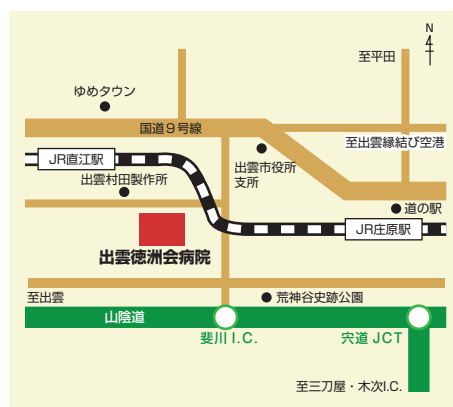 N
至平田
ゆめタウン
国道9号線
至出雲縁結び空港
JR直江駅
出雲市役所
支所
出雲村田製作所
道の駅
JR庄原駅
出雲徳洲会病院
至出雲
荒神谷史跡公園
山陰道
斐川 I.C.
宍道 JCT
至三刀屋・木次I.C.